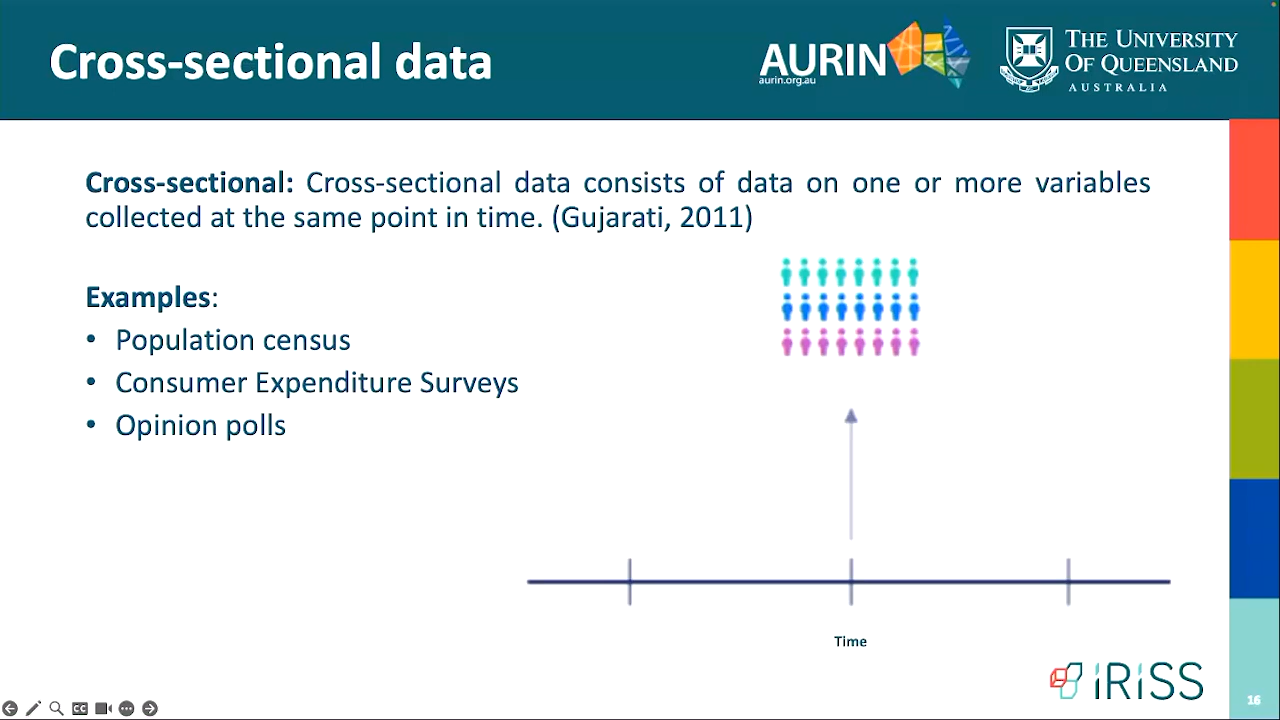 Cross-sectional data
AURIN
aurin.org.au
THE UNIVERSITY
OF QUEENSLAND
AUSTRALIA
Cross-sectional: Cross-sectional data consists of data on one or more variables
collected at the same point in time. (Gujarati, 2011)
Examples:
• Population census
• Consumer Expenditure Surveys
• Opinion polls
Time
iRiSS
CC
16